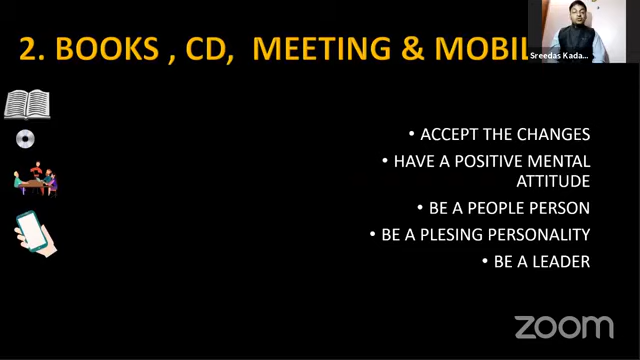 2. BOOKS , CD, MEETING & MOBIL
Sreedas Kada...
• ACCEPT THE CHANGES
• HAVE A POSITIVE MENTAL
ATTITUDE
• BE A PEOPLE PERSON
• BE A PLESING PERSONALITY
• BE A LEADER
zoom